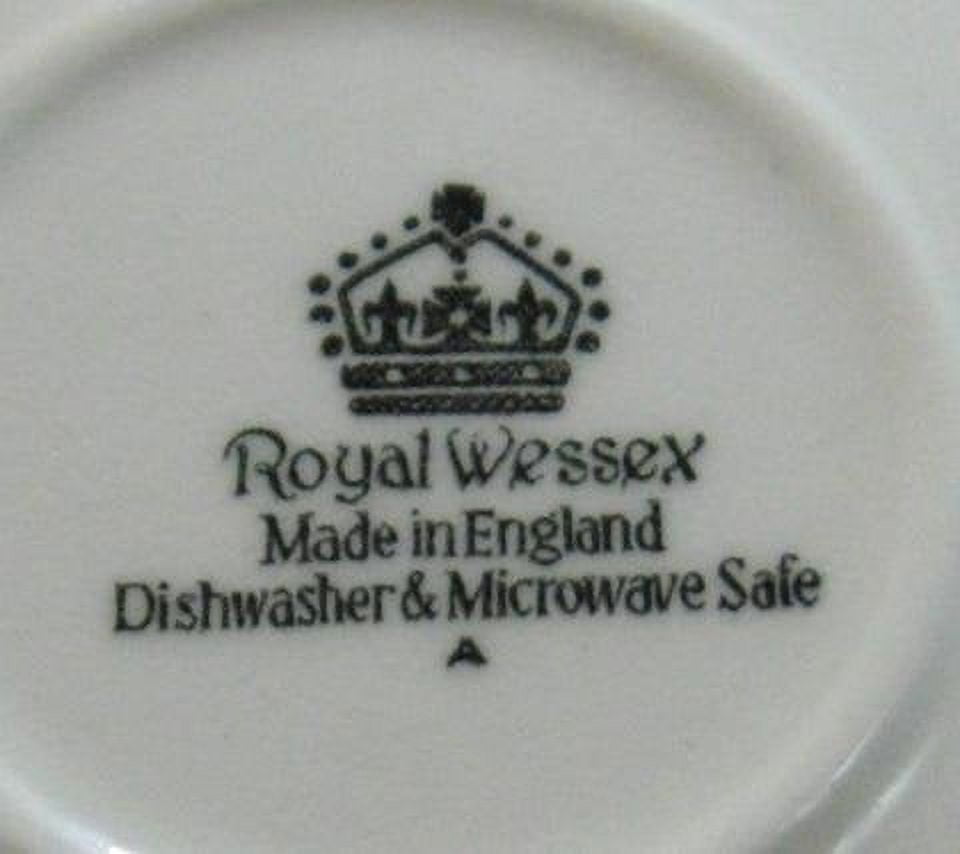 Royal Wessex
Made in England
Dishwasher & Microwave Safe
A